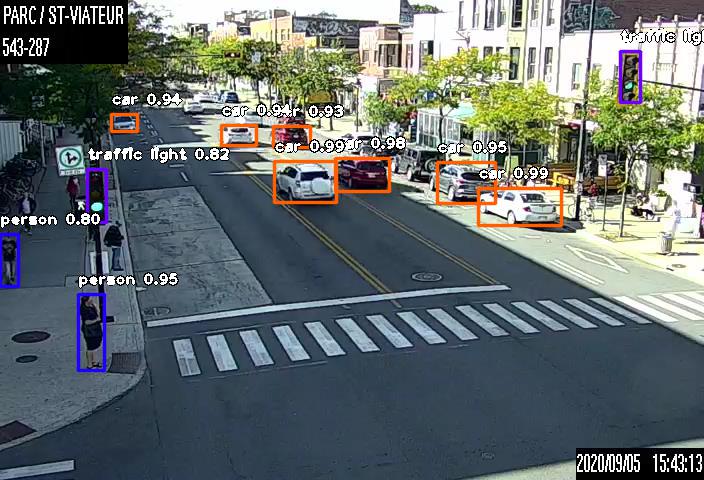 PARC / ST-VIATEUR
543-287
traffic lig
car 0.94
car 0.94
r 0.93
car 0.99
0.98
car 0.95
traffic light 0.82
car 0.99
person 0.80
person 0.95
2020/09/05 15:43:13